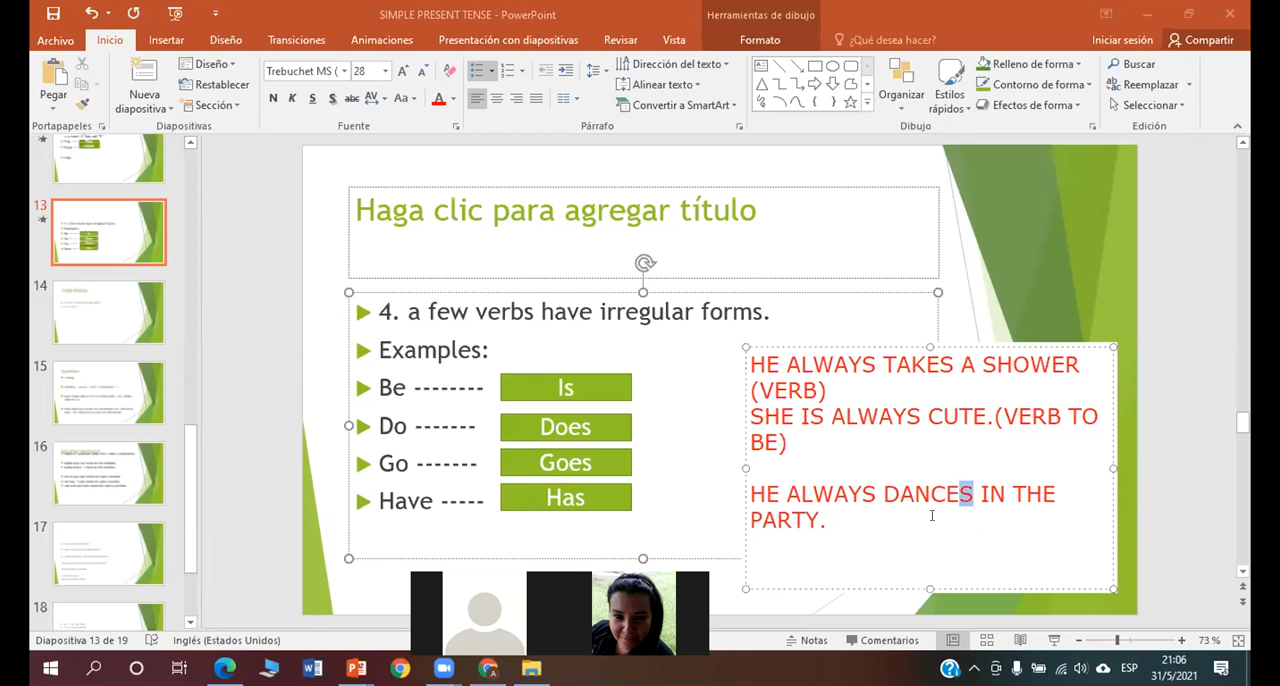 SIMPLE PRESENT TENSE - PowerPoint
Herramientas de dibujo
Archivo
Inicio
Insertar
Diseño
Transiciones
Animaciones
Presentación con diapositivas
Revisar
Vista
Formato
¿Qué desea hacer?
Iniciar sesión
Compartir
Pegar
Nueva
diapositiva
Diseño
Restablecer
Sección
Trebuchet MS (
28
N K S S abc AV Aa A
Dirección del texto
Alinear texto
Convertir a SmartArt
Organizar
Estilos
rápidos
Relleno de forma
Contorno de forma
Efectos de forma
Buscar
Reemplazar
Seleccionar
Portapapeles
Diapositivas
Fuente
Párrafo
Dibujo
Edición
13
14
15
16
17
18
Haga clic para agregar título
4. a few verbs have irregular forms.
Examples:
Be -------- Is
Do ------- Does
Go ------- Goes
Have ----- Has
HE ALWAYS TAKES A SHOWER
(VERB)
SHE IS ALWAYS CUTE.(VERB TO
BE)
HE ALWAYS DANCES IN THE
PARTY.
Diapositiva 13 de 19
Inglés (Estados Unidos)
Notas
Comentarios
73 %
ESP
21:06
31/5/2021